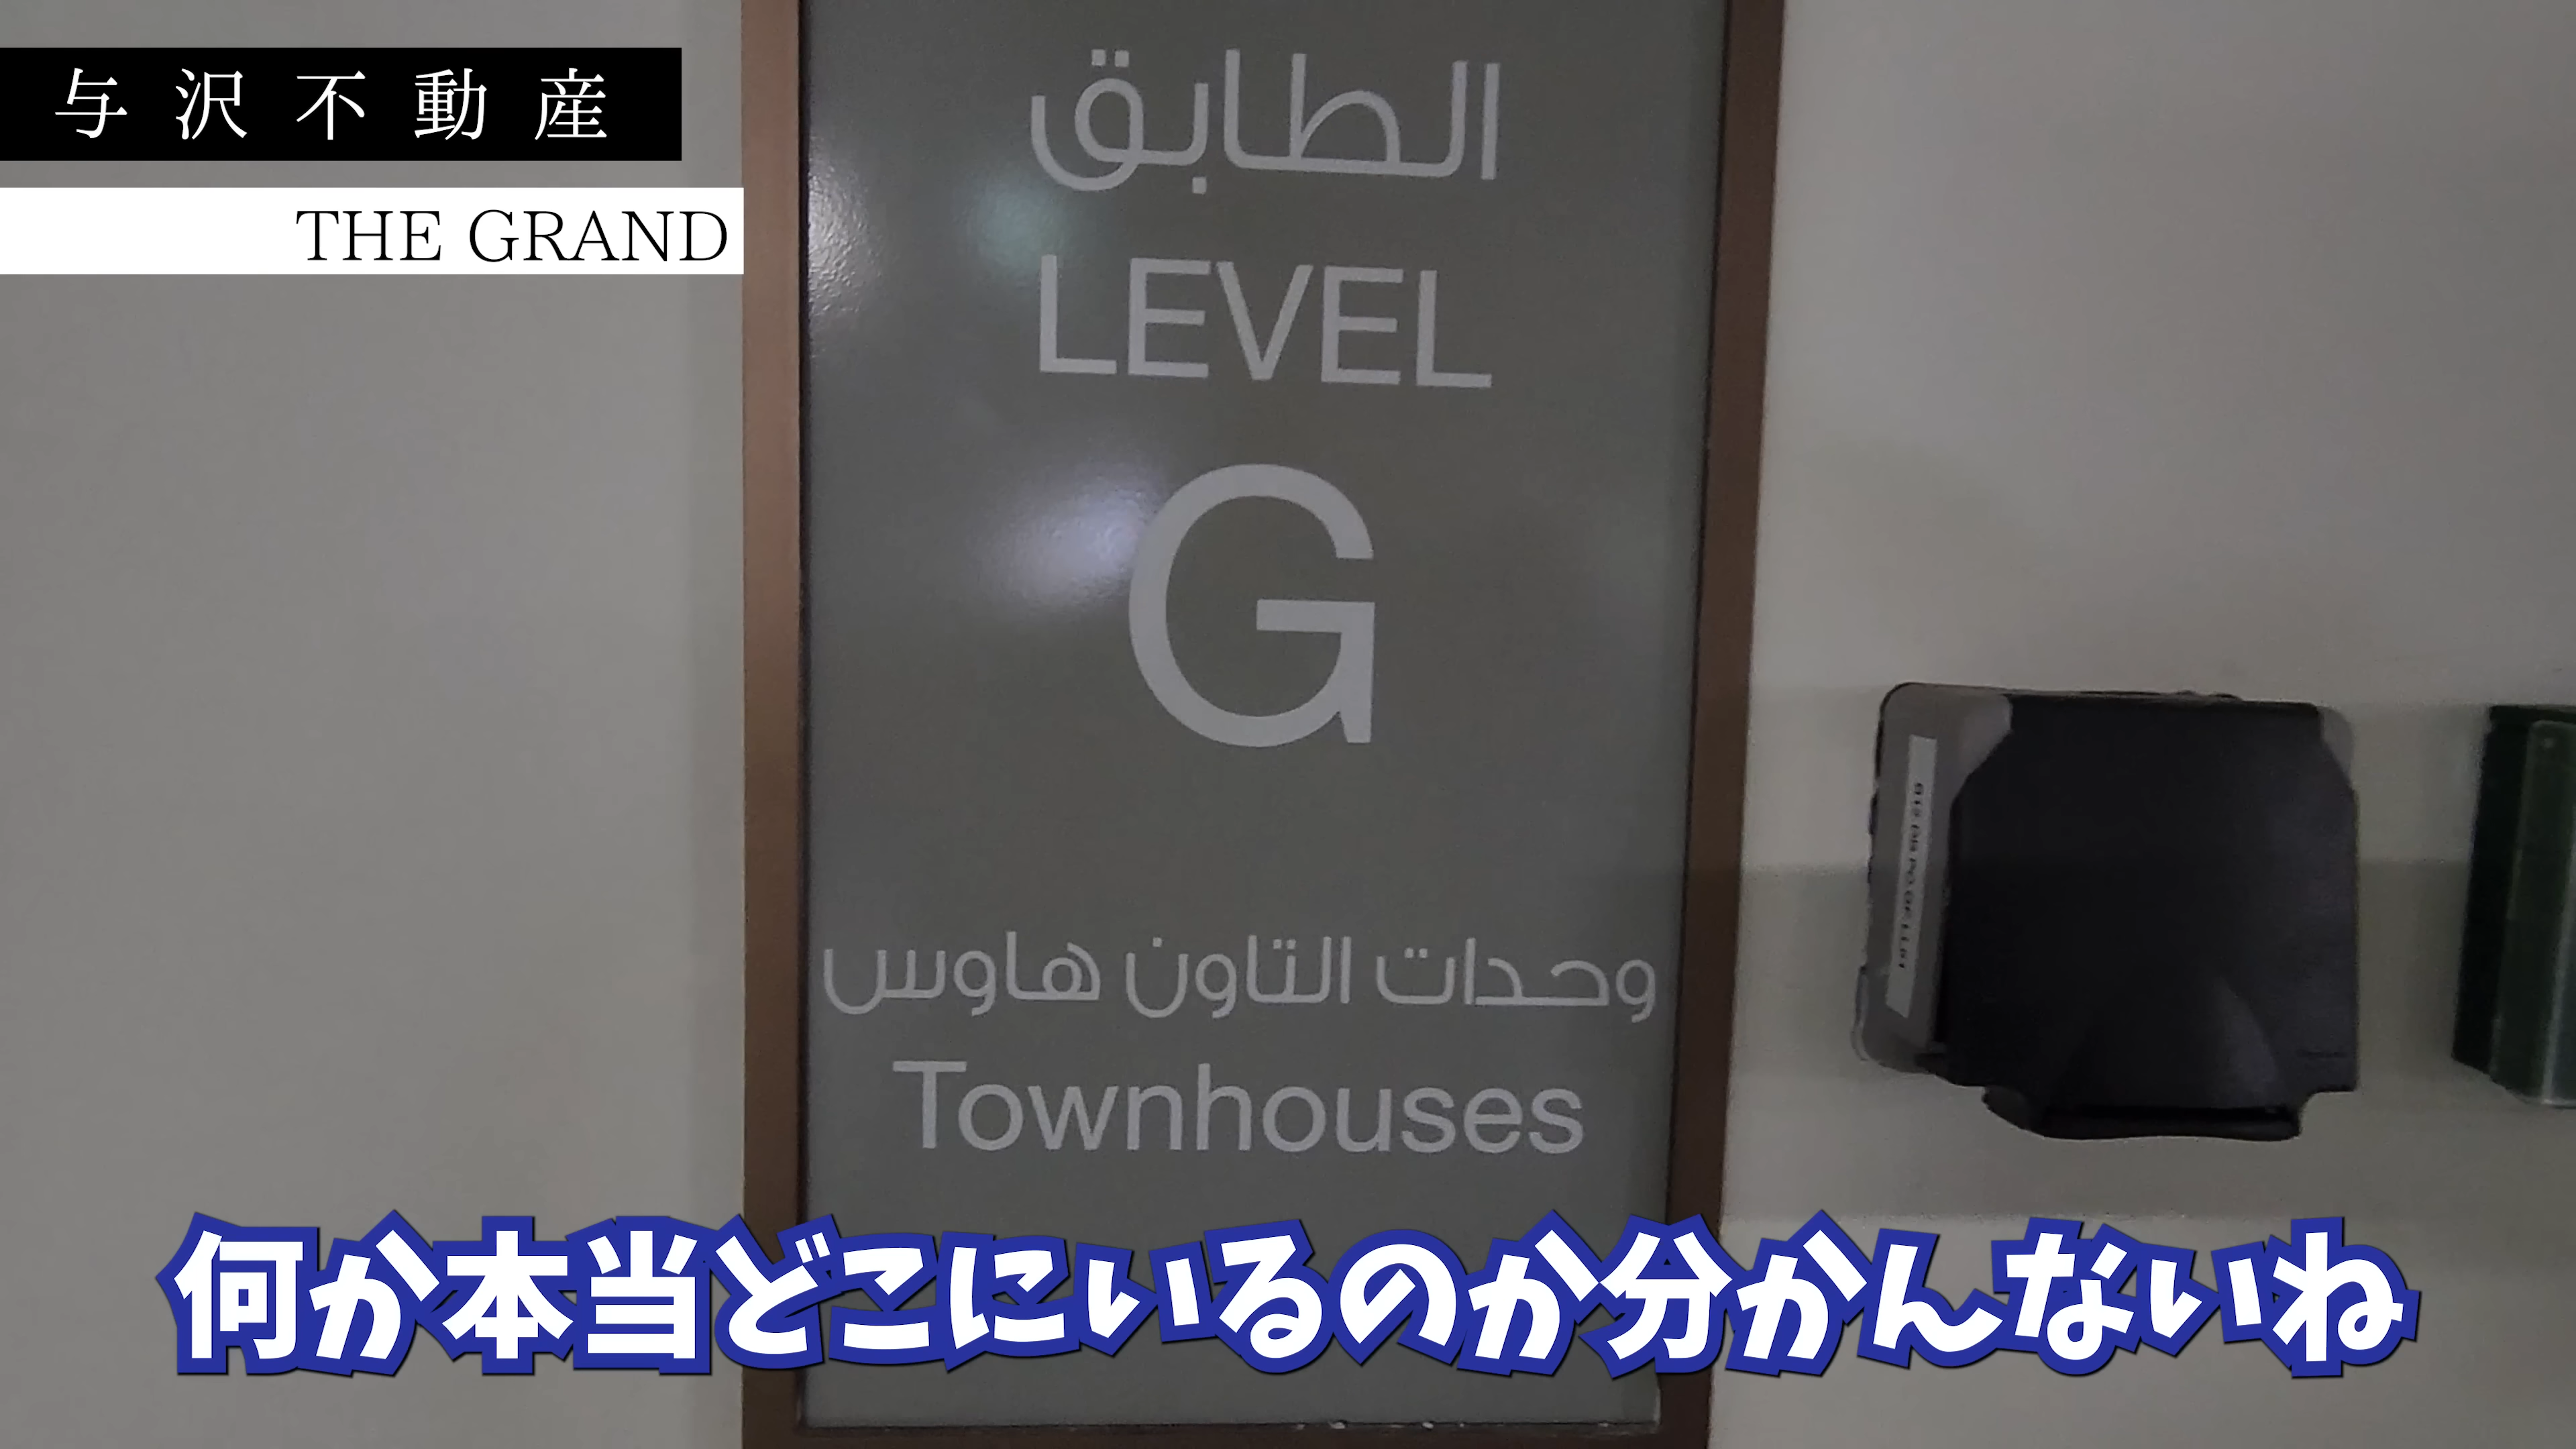 与沢不動産
THE GRAND
الطابق
LEVEL
G
وحدات التاون هاوس
Townhouses
何か本当どこにいるのか分かんないね